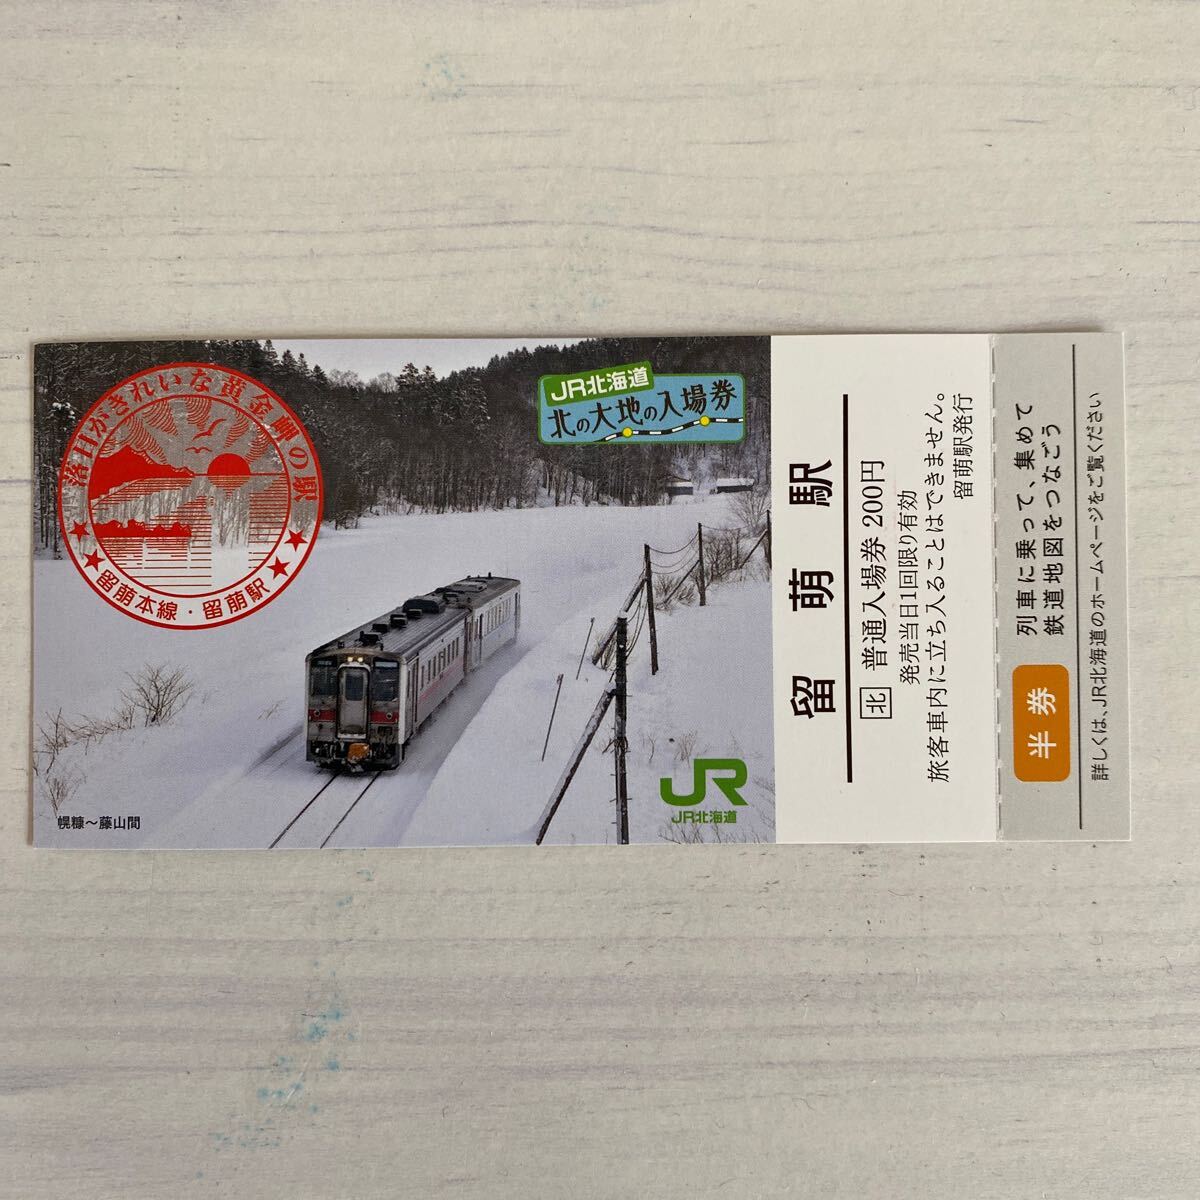 落日がきれいな黄金岬の駅
留萌本線・留萌駅
JR北海道
北の大地の入場券
JR
JR北海道
幌糠～藤山間
留萌駅
北 普通入場券 200円
発売当日1回限り有効
旅客車内に立ち入ることはできません。
留萌駅発行
半券
列車に乗って、集めて
鉄道地図をつなごう
詳しくは、JR北海道のホームページをご覧ください